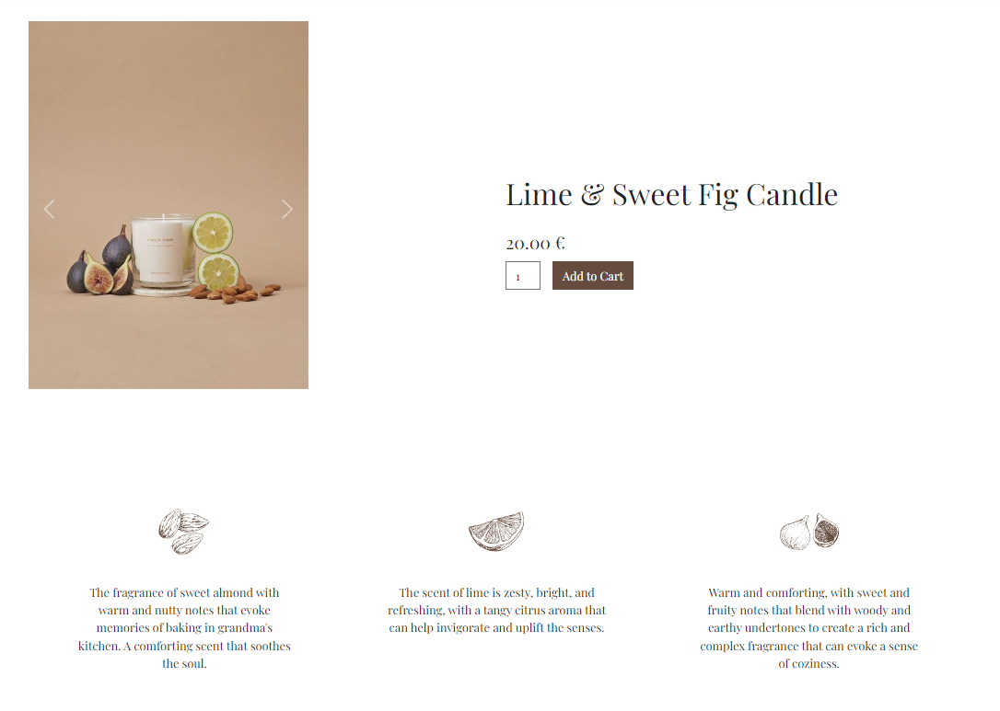 Lime & Sweet Fig Candle
20.00 €
1
Add to Cart
The fragrance of sweet almond with
warm and nutty notes that evoke
memories of baking in grandma's
kitchen. A comforting scent that soothes
the soul.
The scent of lime is zesty, bright, and
refreshing, with a tangy citrus aroma that
can help invigorate and uplift the senses.
Warm and comforting, with sweet and
fruity notes that blend with woody and
earthy undertones to create a rich and
complex fragrance that can evoke a sense
of coziness.